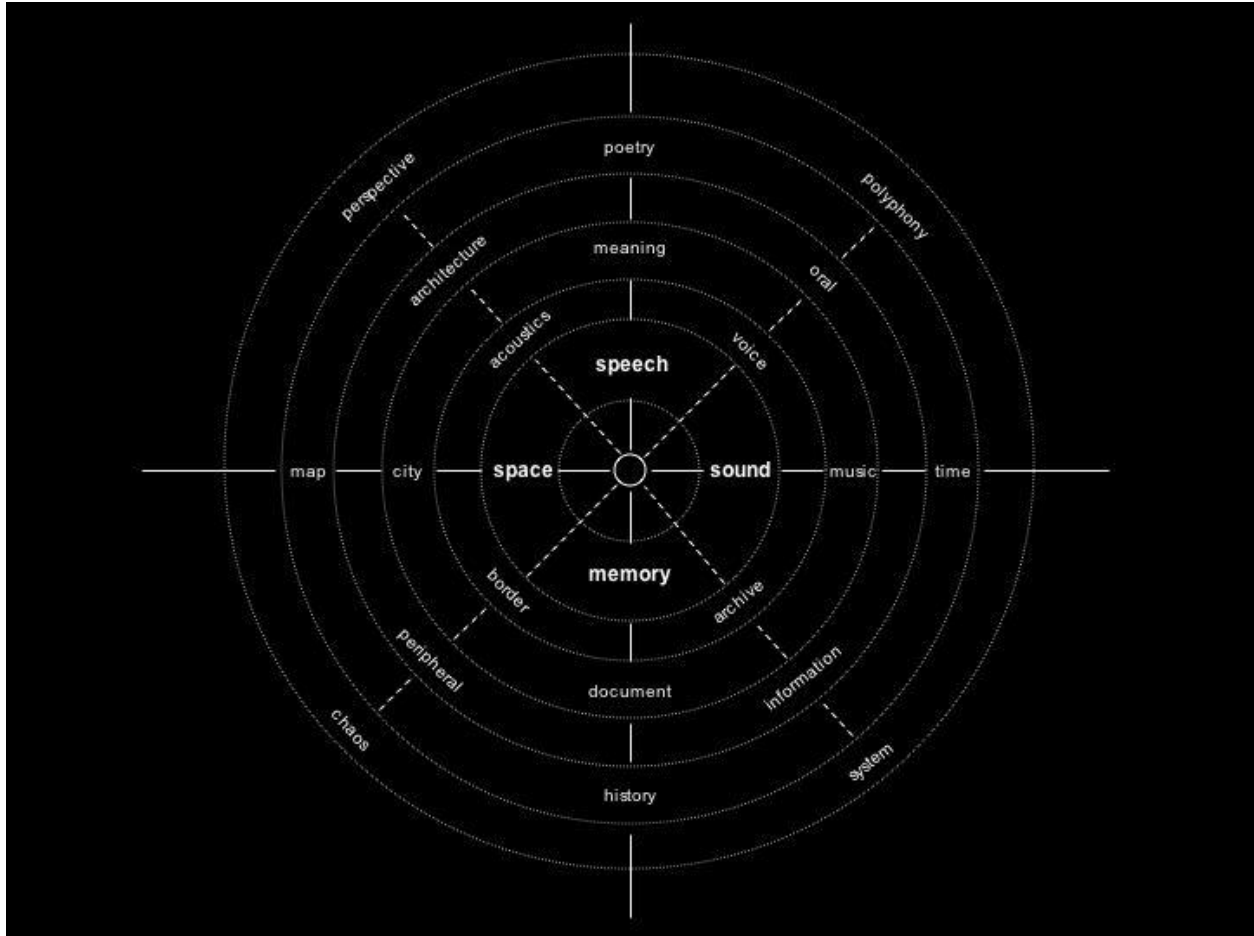 poetry
perspective
polyphony
meaning
architecture
oral
acoustics
voice
speech
map
city
space
sound
music
time
memory
border
archive
peripheral
document
information
chaos
system
history